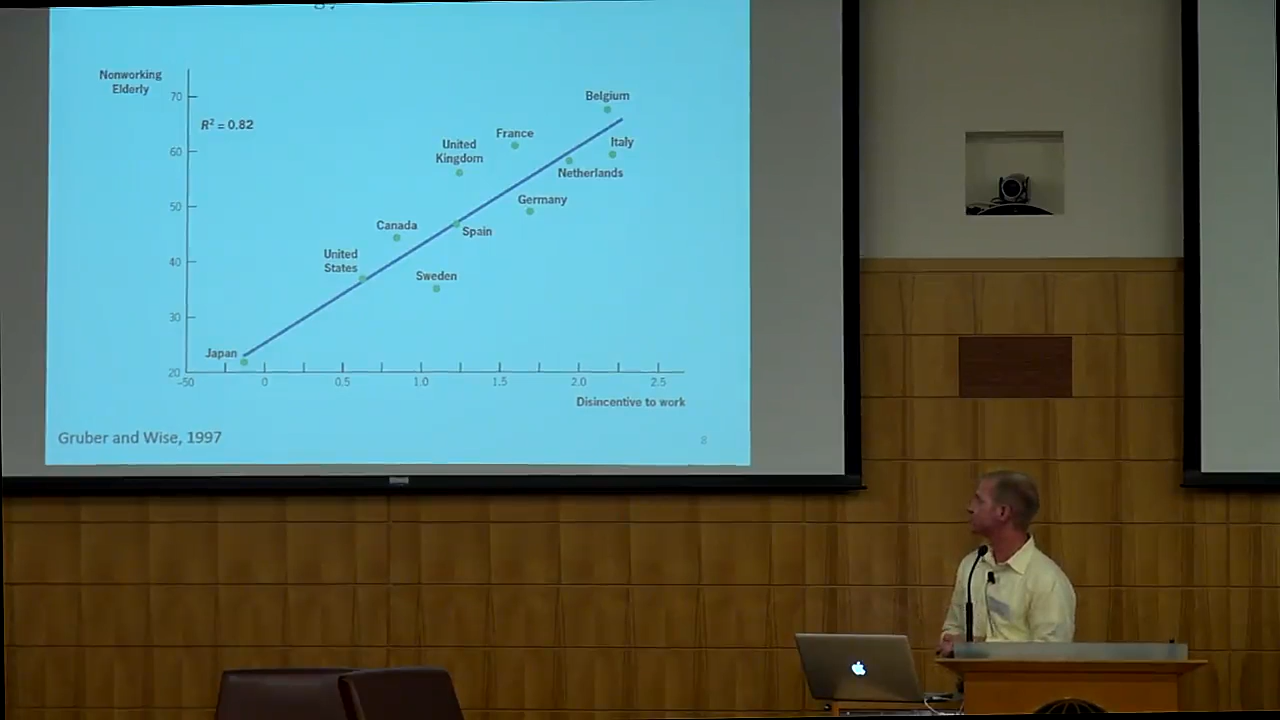 Nonworking
Elderly
70
R² = 0.82
60
50
40
30
20
Belgium
France
United
Kingdom
Italy
Netherlands
Germany
Canada
Spain
United
States
Sweden
Japan
-50
0
0.5
1.0
1.5
2.0
2.5
Disincentive to work
Gruber and Wise, 1997
8